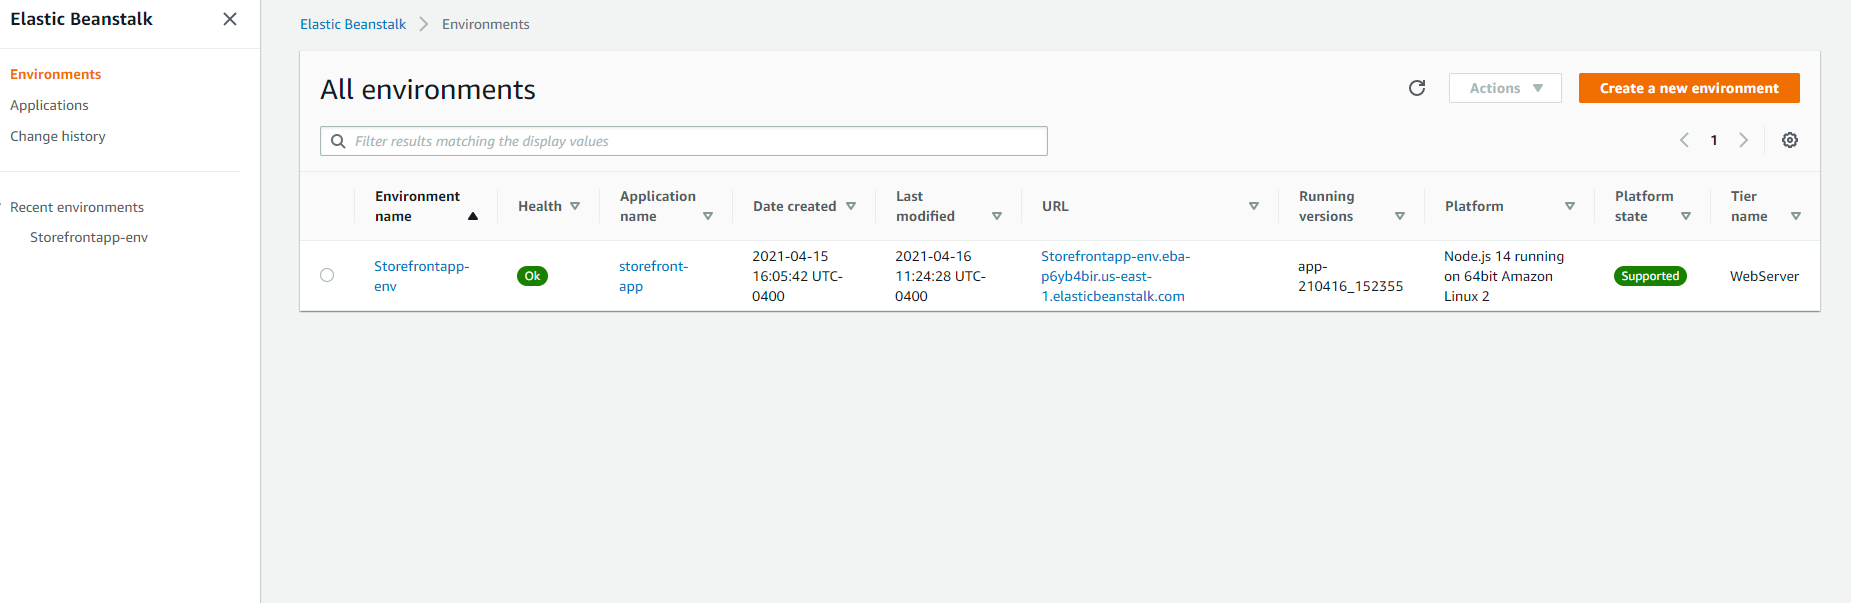 Elastic Beanstalk
Environments
Applications
Change history
Recent environments
Storefrontapp-env
Elastic Beanstalk
Environments
All environments
Actions
Create a new environment
Filter results matching the display values
1
Environment
name
Health
Application
name
Date created
Last
modified
URL
Running
versions
Platform
Platform
state
Tier
name
Storefrontapp-
env
Ok
storefront-
app
2021-04-15
16:05:42 UTC-
0400
2021-04-16
11:24:28 UTC-
0400
Storefrontapp-env.eba-
p6yb4bir.us-east-
1.elasticbeanstalk.com
app-
210416_152355
Node.js 14 running
on 64bit Amazon
Linux 2
Supported
WebServer